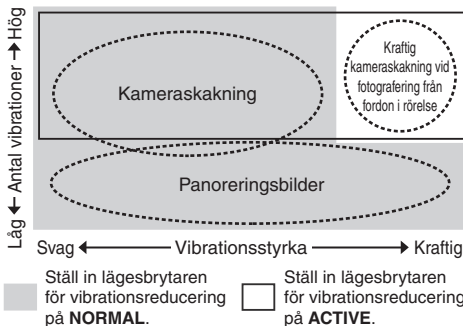 Låg ← Antal vibrationer → Hög
Kameraskakning
Kraftig
kameraskakning vid
fotografering från
fordon i rörelse
Panoreringsbilder
Svag ← Vibrationsstyrka → Kraftig
Ställ in lägesbrytaren
för vibrationsreducering
på NORMAL.
Ställ in lägesbrytaren
för vibrationsreducering
på ACTIVE.